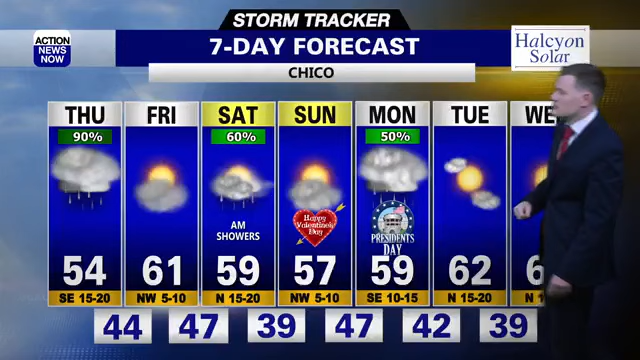 STORM TRACKER
ACTION
NEWS
NOW
7-DAY FORECAST
Halcyon
Solar
CHICO
THU FRI SAT SUN MON TUE WE
90% 60% 50%
AM
SHOWERS
Happy
Valentine's
Day
PRESIDENTS
DAY
54 61 59 57 59 62 6
SE 15-20 NW 5-10 N 15-20 NW 5-10 SE 10-15 N 15-20 N
44 47 39 47 42 39